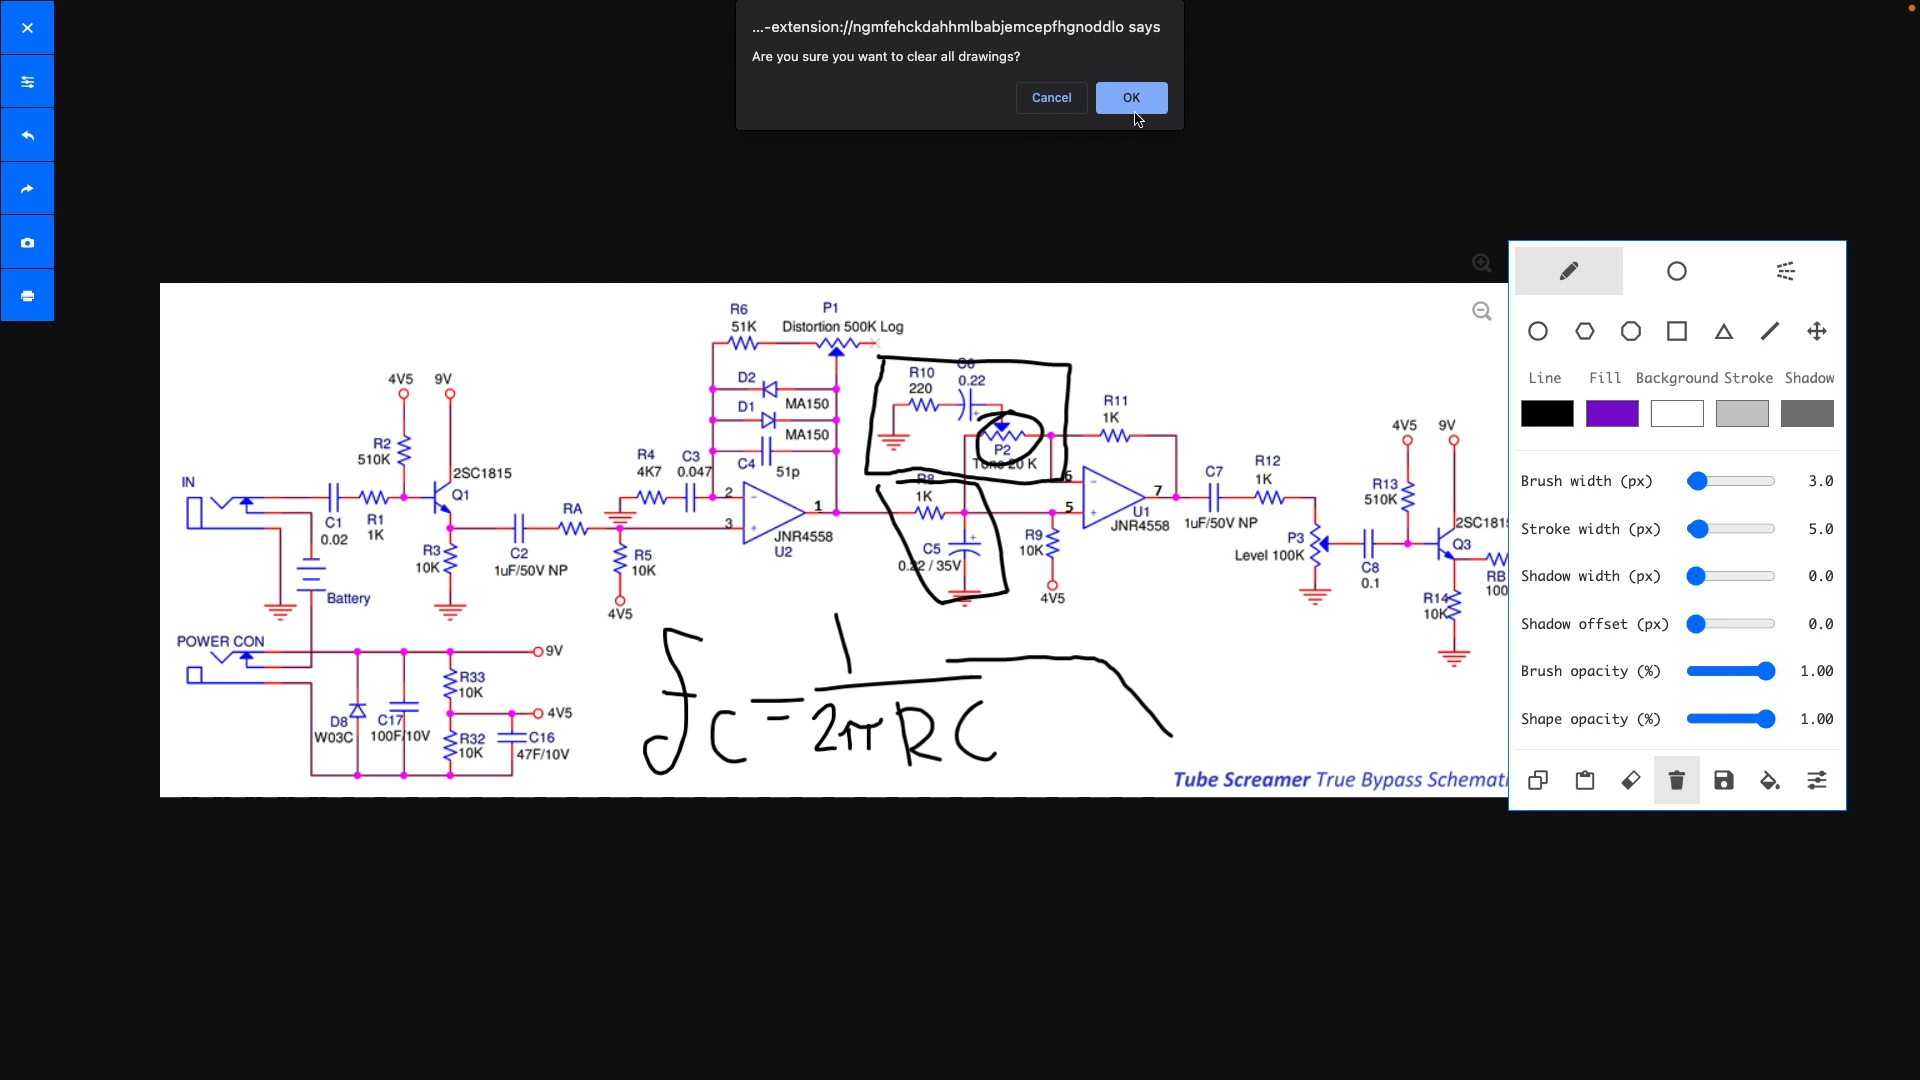 ...-extension://ngmfehckdahhmlbabjemcepfhgnoddlo says
Are you sure you want to clear all drawings?
Cancel
OK
R6
51K
P1
Distortion 500K Log
D2
MA150
D1
MA150
C4
51p
4V5
9V
R2
510K
2SC1815
Q1
IN
C1
0.02
R1
1K
R3
10K
C2
1uF/50V NP
RA
R4
4K7
C3
0.047
R5
10K
4V5
2
3
1
JNR4558
U2
R10
220
C6
0.22
P2
Tone 20 K
R8
1K
C5
0.22 / 35V
R9
10K
4V5
R11
1K
6
5
7
U1
JNR4558
C7
1uF/50V NP
R12
1K
P3
Level 100K
C8
0.1
4V5
9V
R13
510K
Q3
R14
10K
RB
Battery
POWER CON
9V
R33
10K
4V5
D8
W03C
C17
100F/10V
R32
10K
C16
47F/10V
fc = 1
2πRC
Tube Screamer True Bypass
Line Fill Background Stroke Shadow
Brush width (px) 3.0
Stroke width (px) 5.0
Shadow width (px) 0.0
Shadow offset (px) 0.0
Brush opacity (%) 1.00
Shape opacity (%) 1.00